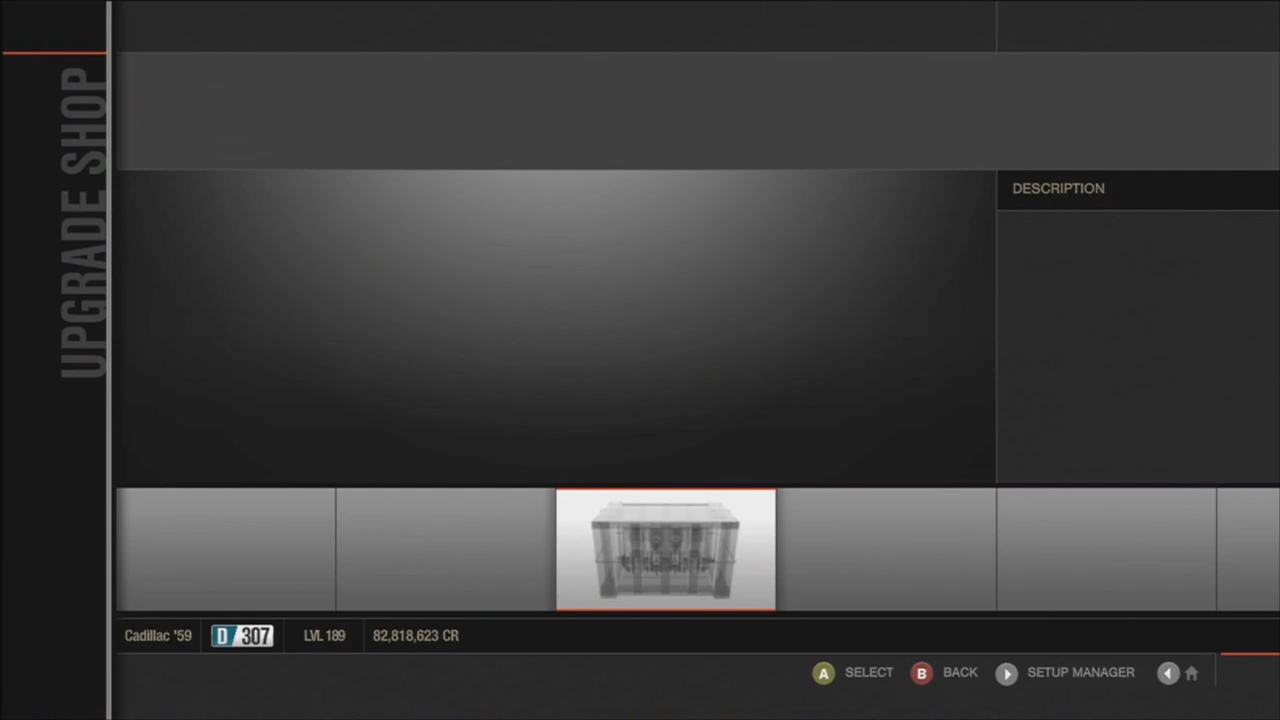 UPGRADE SHOP
DESCRIPTION
Cadillac '59 D 307 LVL 189 82,818,623 CR
A SELECT B BACK SETUP MANAGER